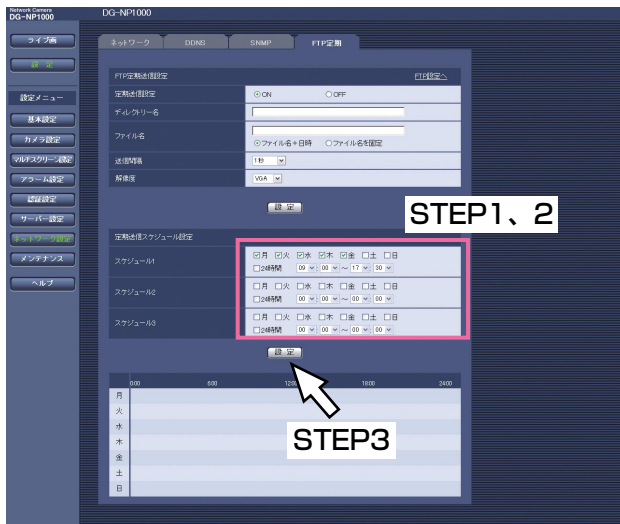 Network Camera
DG-NP1000
DG-NP1000
ライブ画
設 定
設定メニュー
基本設定
カメラ設定
マルチスクリーン設定
アラーム設定
認証設定
サーバー設定
ネットワーク設定
メンテナンス
ヘルプ
ネットワーク DDNS SNMP FTP定期
FTP定期送信設定 FTP設定へ
定期送信設定 ON OFF
ディレクトリー名
ファイル名
ファイル名+日時 ファイル名を固定
送信間隔 1秒
解像度 VGA
設 定
STEP1、2
定期送信スケジュール設定
スケジュール1 月 火 水 木 金 土 日
24時間 09 : 00 ~ 17 : 30
スケジュール2 月 火 水 木 金 土 日
24時間 00 : 00 ~ 00 : 00
スケジュール3 月 火 水 木 金 土 日
24時間 00 : 00 ~ 00 : 00
設 定
STEP3
0:00 6:00 12:00 18:00 24:00
月
火
水
木
金
土
日